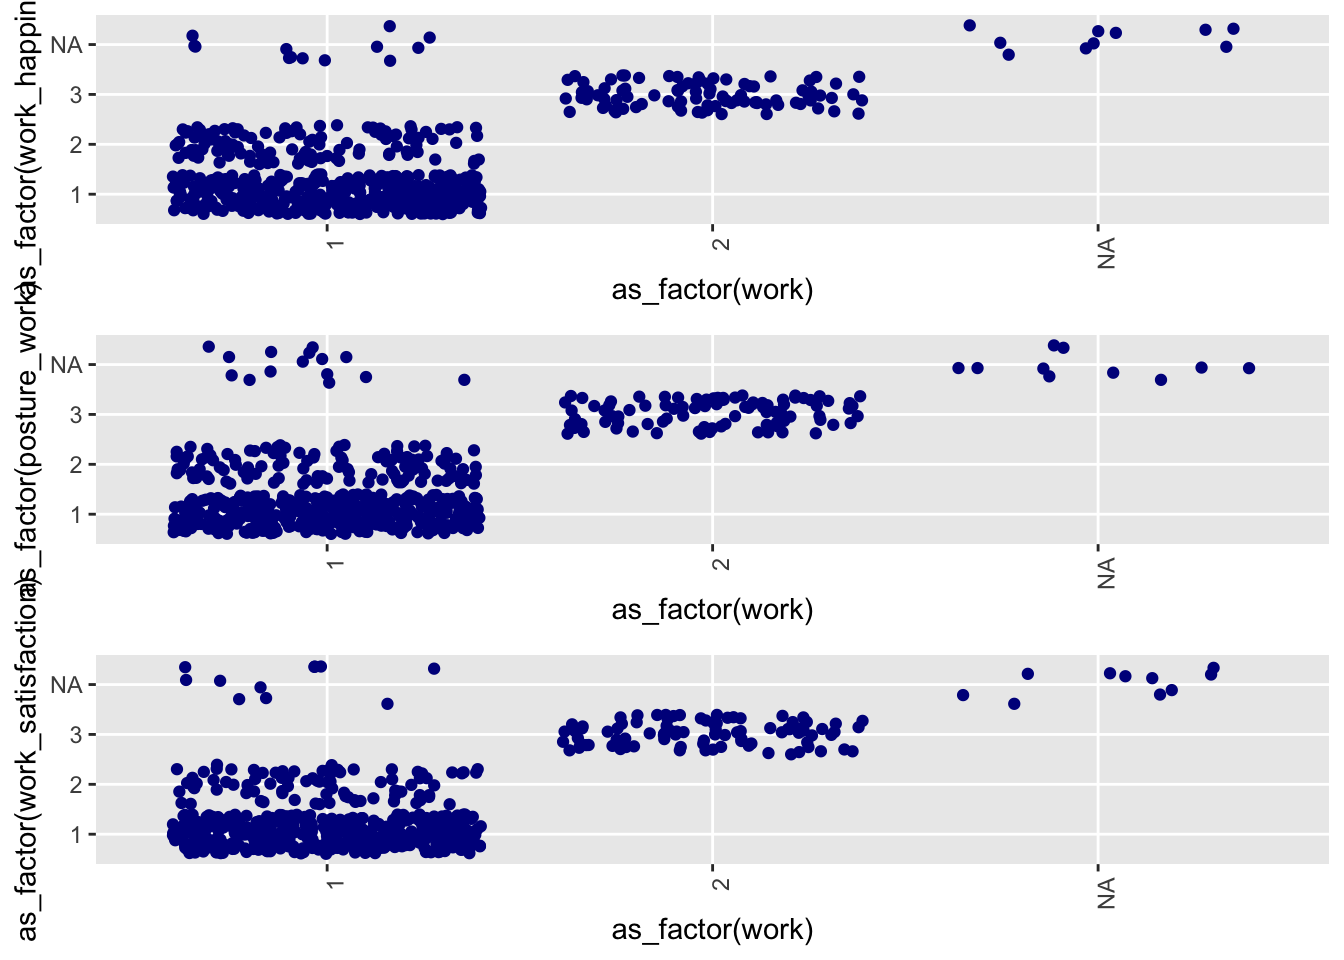 as_factor(work_happin
NA
3
2
1
1
2
NA
as_factor(work)
as_factor(posture_work)
NA
3
2
1
1
2
NA
as_factor(work)
as_factor(work_satisfaction)
NA
3
2
1
1
2
NA
as_factor(work)